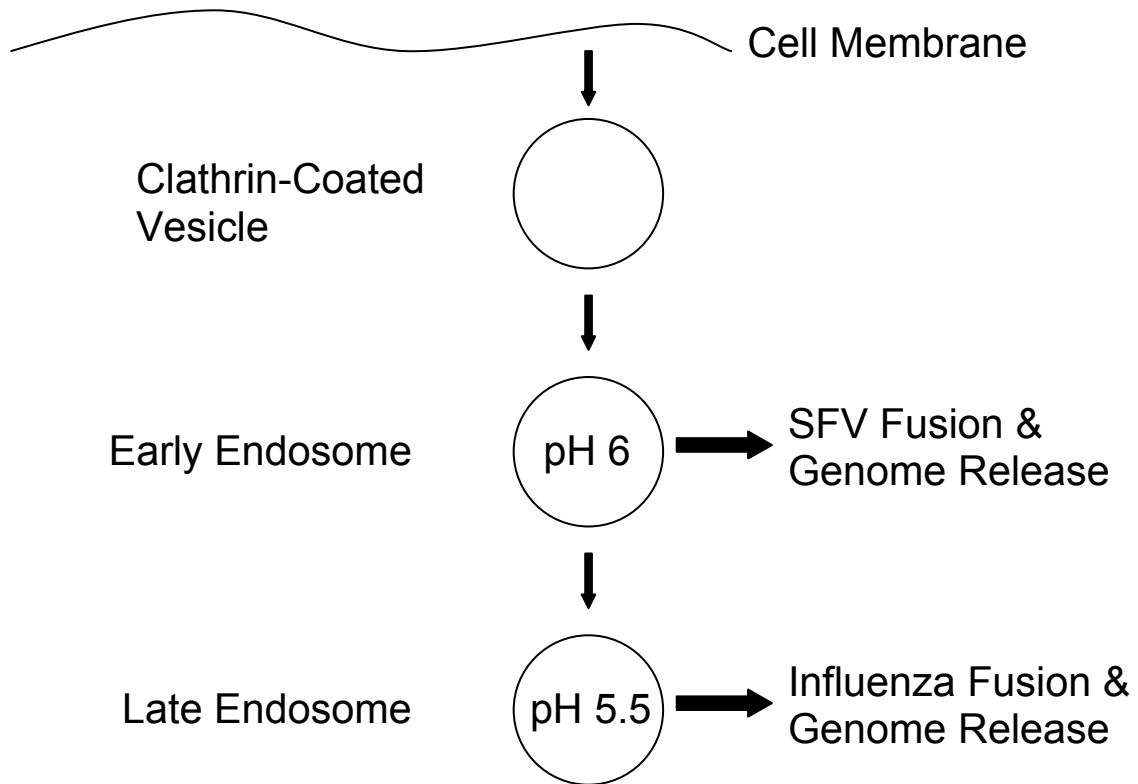 Cell Membrane
Clathrin-Coated
Vesicle
Early Endosome
pH 6
SFV Fusion &
Genome Release
Late Endosome
pH 5.5
Influenza Fusion &
Genome Release